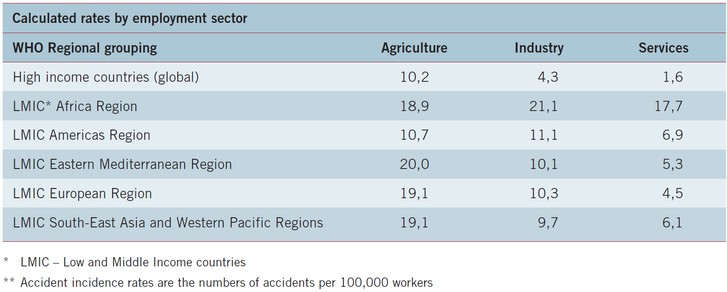 Calculated rates by employment sector
WHO Regional grouping Agriculture Industry Services
High income countries (global) 10,2 4,3 1,6
LMIC* Africa Region 18,9 21,1 17,7
LMIC Americas Region 10,7 11,1 6,9
LMIC Eastern Mediterranean Region 20,0 10,1 5,3
LMIC European Region 19,1 10,3 4,5
LMIC South-East Asia and Western Pacific Regions 19,1 9,7 6,1
* LMIC – Low and Middle Income countries
** Accident incidence rates are the numbers of accidents per 100,000 workers